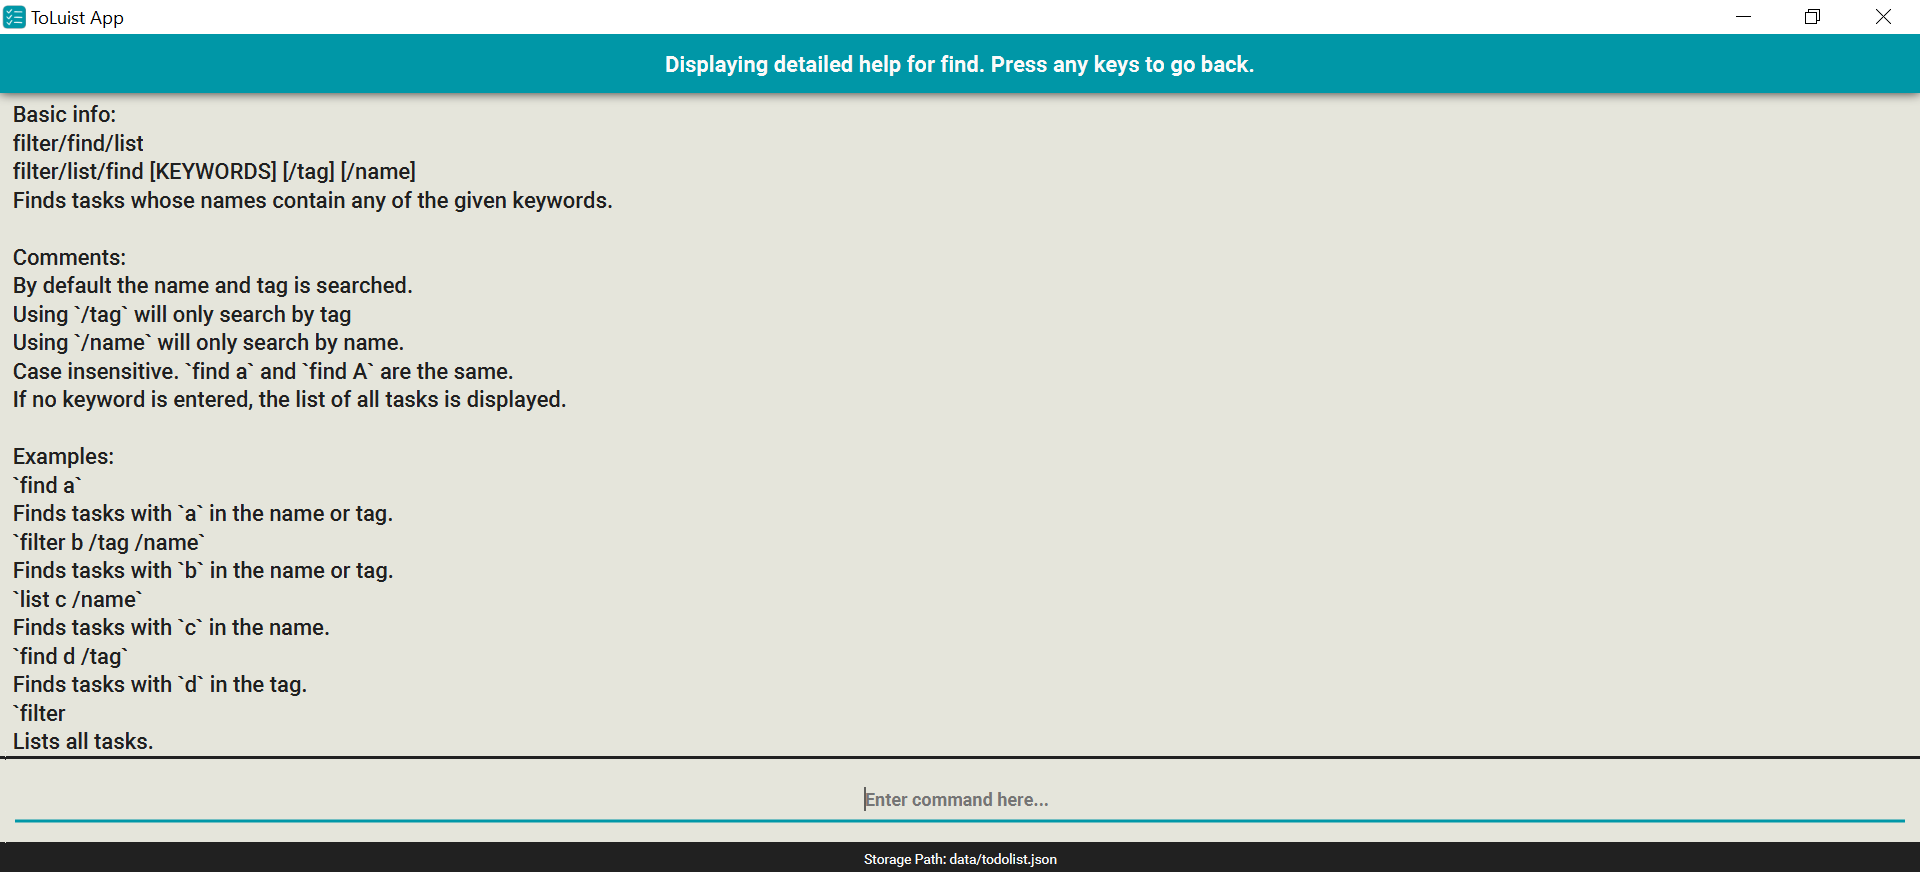 ToLuist App
Displaying detailed help for find. Press any keys to go back.
Basic info:
filter/find/list
filter/list/find [KEYWORDS] [/tag] [/name]
Finds tasks whose names contain any of the given keywords.
Comments:
By default the name and tag is searched.
Using `/tag` will only search by tag
Using `/name` will only search by name.
Case insensitive. `find a` and `find A` are the same.
If no keyword is entered, the list of all tasks is displayed.
Examples:
`find a`
Finds tasks with `a` in the name or tag.
`filter b /tag /name`
Finds tasks with `b` in the name or tag.
`list c /name`
Finds tasks with `c` in the name.
`find d /tag`
Finds tasks with `d` in the tag.
`filter
Lists all tasks.
Enter command here...
Storage Path: data/todolist.json